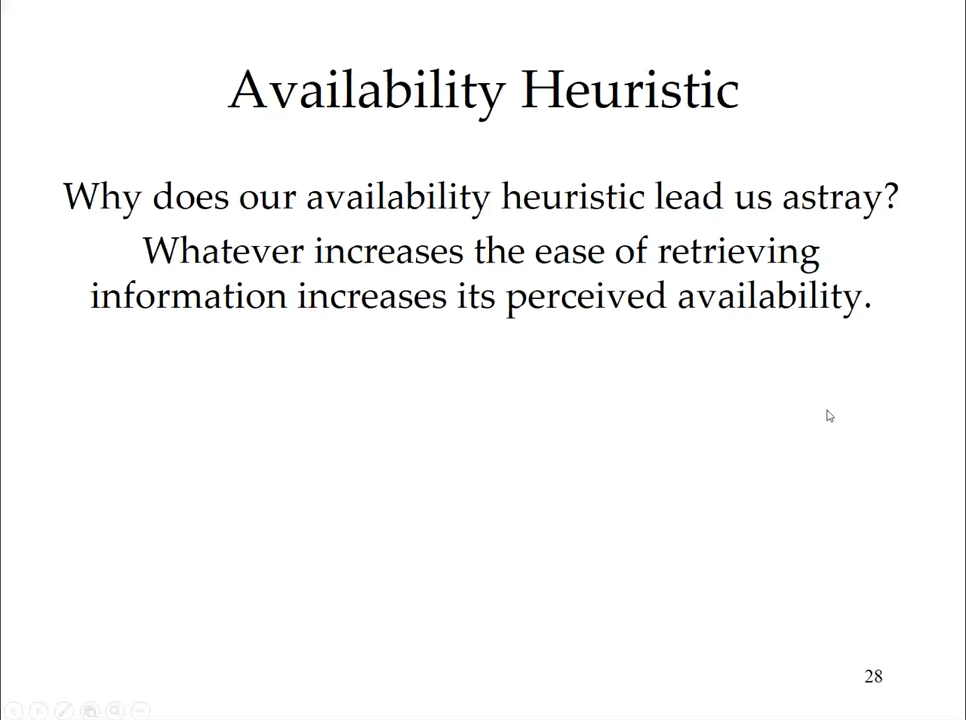 Availability Heuristic
Why does our availability heuristic lead us astray?
Whatever increases the ease of retrieving
information increases its perceived availability.
28